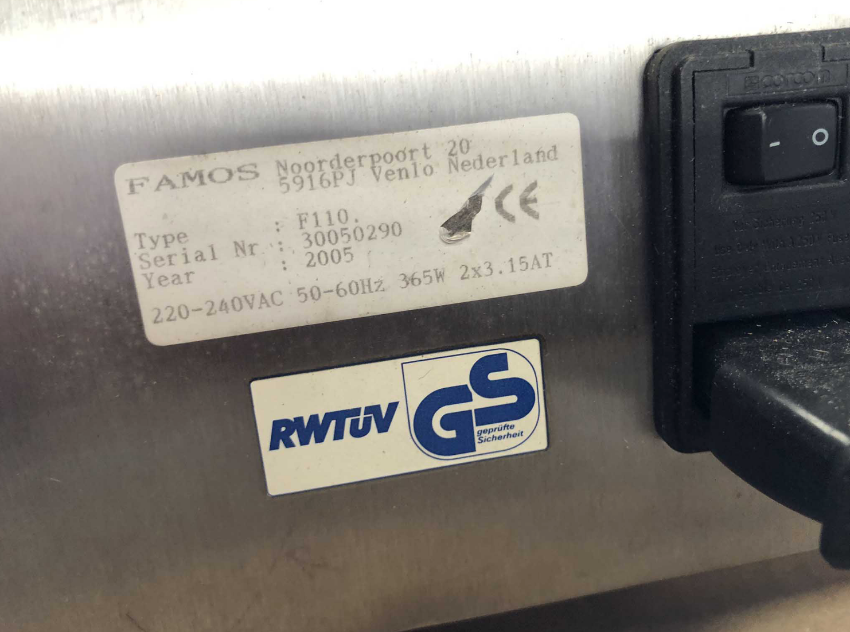 FAMOS Noorderpoort 20
5916PJ Venlo Nederland
Type : F110.
Serial Nr : 30050290
Year : 2005
CE
220-240VAC 50-60Hz 365W 2x3.15AT
RWTÜV
GS
geprüfte
Sicherheit
- O